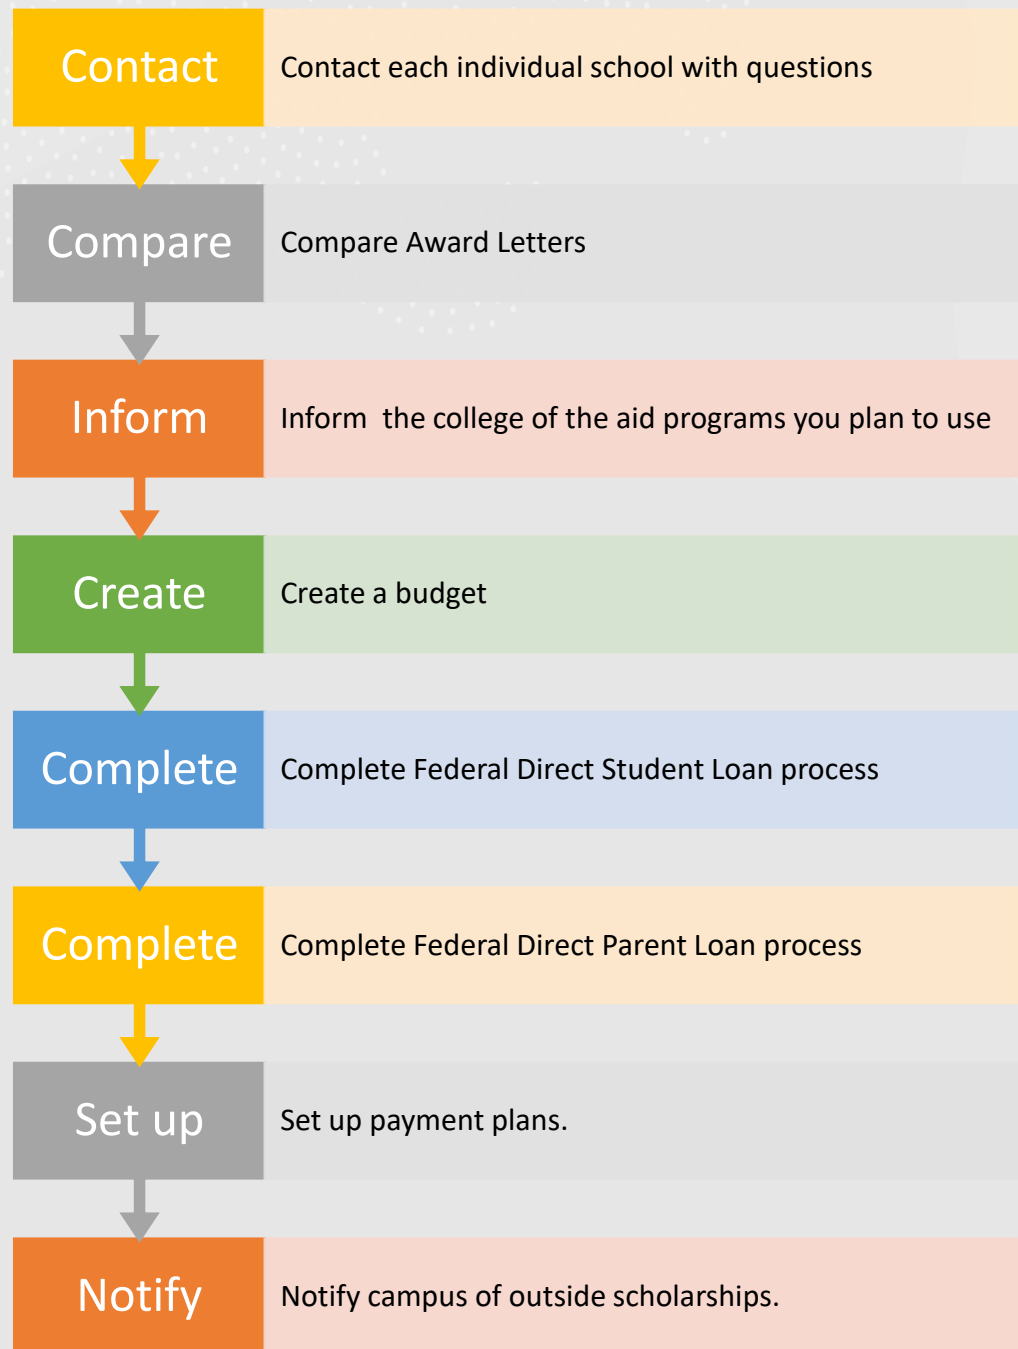 Contact
Contact each individual school with questions
Compare
Compare Award Letters
Inform
Inform  the college of the aid programs you plan to use
Create
Create a budget
Complete
Complete Federal Direct Student Loan process
Complete
Complete Federal Direct Parent Loan process
Set up
Set up payment plans.
Notify
Notify campus of outside scholarships.